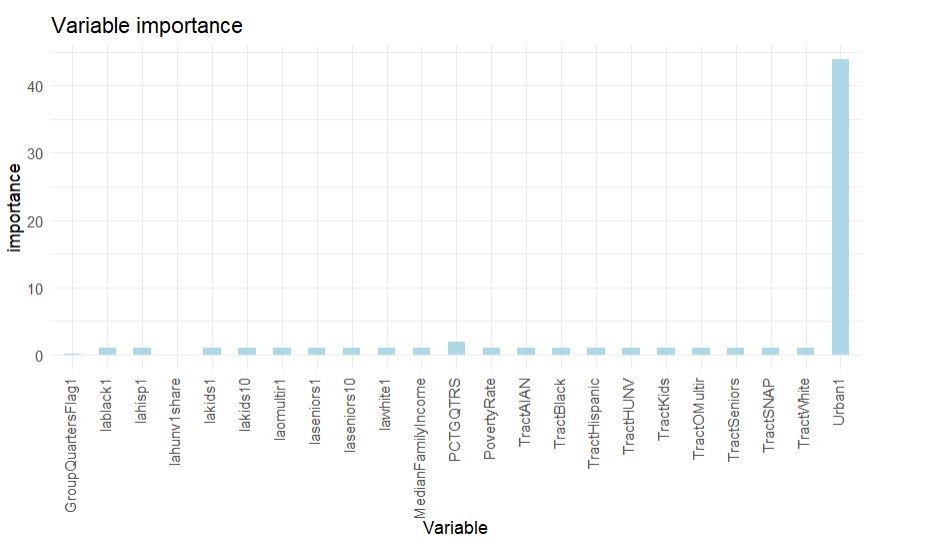 Variable importance
importance
40
30
20
10
0
GroupQuartersFlag1
lablack1
lahisp1
lahunv1share
lakids1
lakids10
laomultir1
laseniors1
laseniors10
lawhite1
MedianFamilyIncome
PCTGQTRS
PovertyRate
TractAIAN
TractBlack
TractHispanic
TractHUNV
TractKids
TractOMultir
TractSeniors
TractSNAP
TractWhite
Urban1
Variable